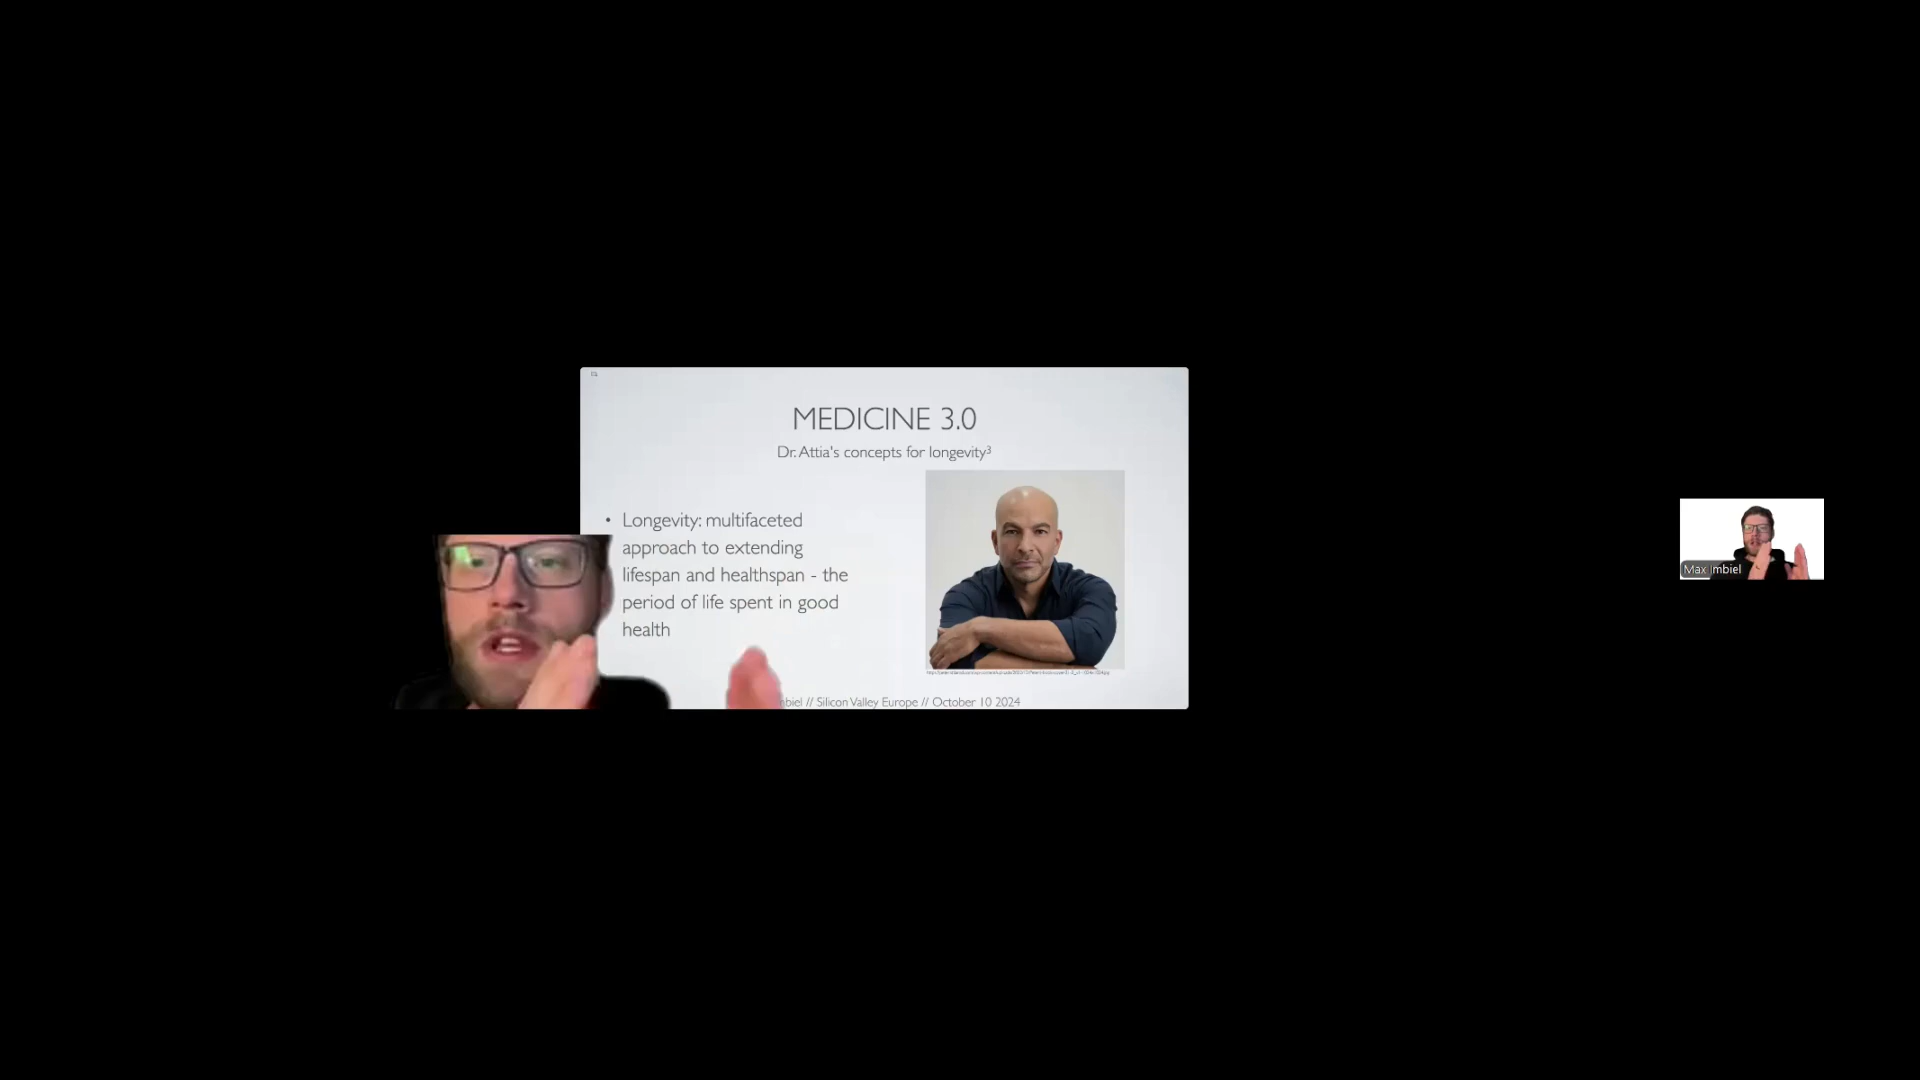 MEDICINE 3.0
Dr. Attia's concepts for longevity³
• Longevity: multifaceted
approach to extending
lifespan and healthspan - the
period of life spent in good
health
// Silicon Valley Europe // October 10 2024
Max Imbiel